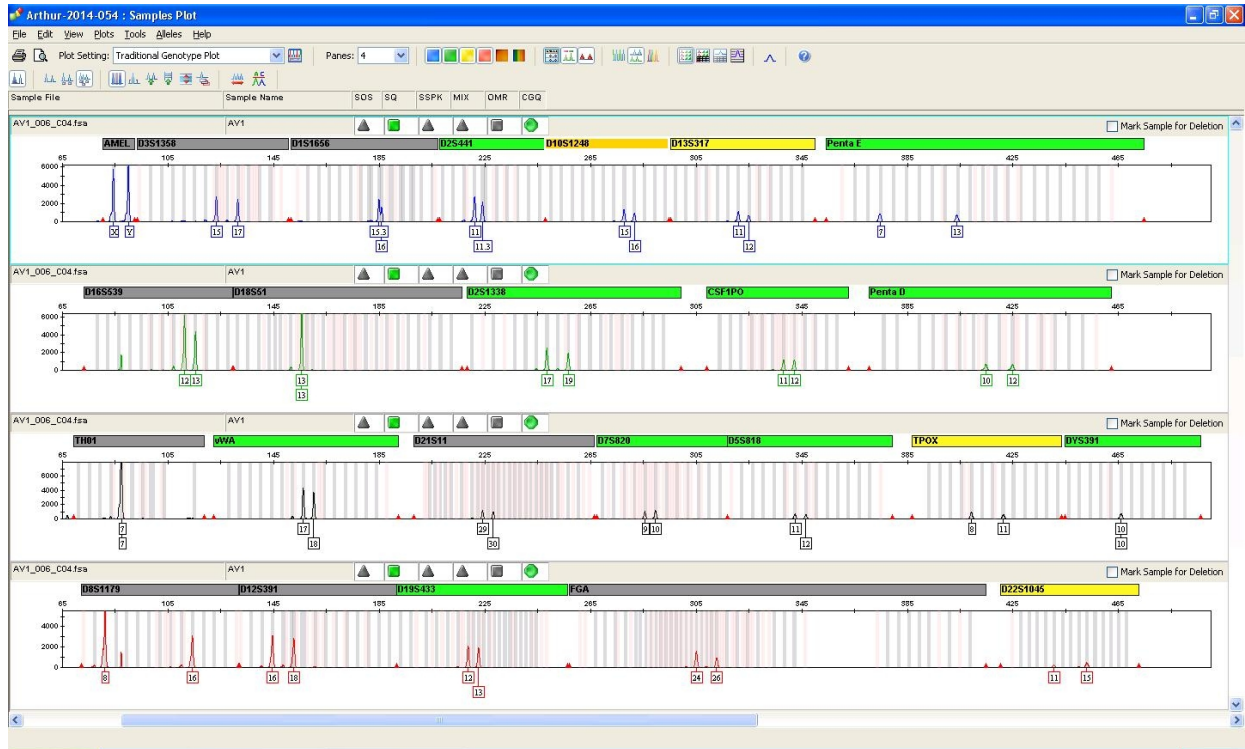 Arthur-2014-054 : Samples Plot
File Edit View Plots Tools Alleles Help
Plot Setting: Traditional Genotype Plot Panes: 4
Sample File Sample Name SOS SQ SSPK MIX OMR CGQ
AV1_006_C04.fsa AV1 Mark Sample for Deletion
AMEL D3S1358 D1S1656 D2S441 D10S1248 D13S317 Penta E
65 105 145 185 225 265 305 345 385 425 465
6000
4000
2000
0
X Y 15 17 15.3 11 15 11 7 13
16 11.3 16 12
AV1_006_C04.fsa AV1 Mark Sample for Deletion
D16S539 D18S51 D2S1338 CSF1PO Penta D
65 105 145 185 225 265 305 345 385 425 465
6000
4000
2000
0
12 13 13 17 19 11 12 10 12
13
AV1_006_C04.fsa AV1 Mark Sample for Deletion
TH01 vWA D21S11 D7S820 D5S818 TPOX DYS391
65 105 145 185 225 265 305 345 385 425 465
6000
4000
2000
0
7 17 29 9 10 11 8 11 10
7 18 30 12 10
AV1_006_C04.fsa AV1 Mark Sample for Deletion
D8S1179 D12S391 D19S433 FGA D22S1045
65 105 145 185 225 265 305 345 385 425 465
4000
2000
0
8 16 16 18 12 24 26 11 15
13